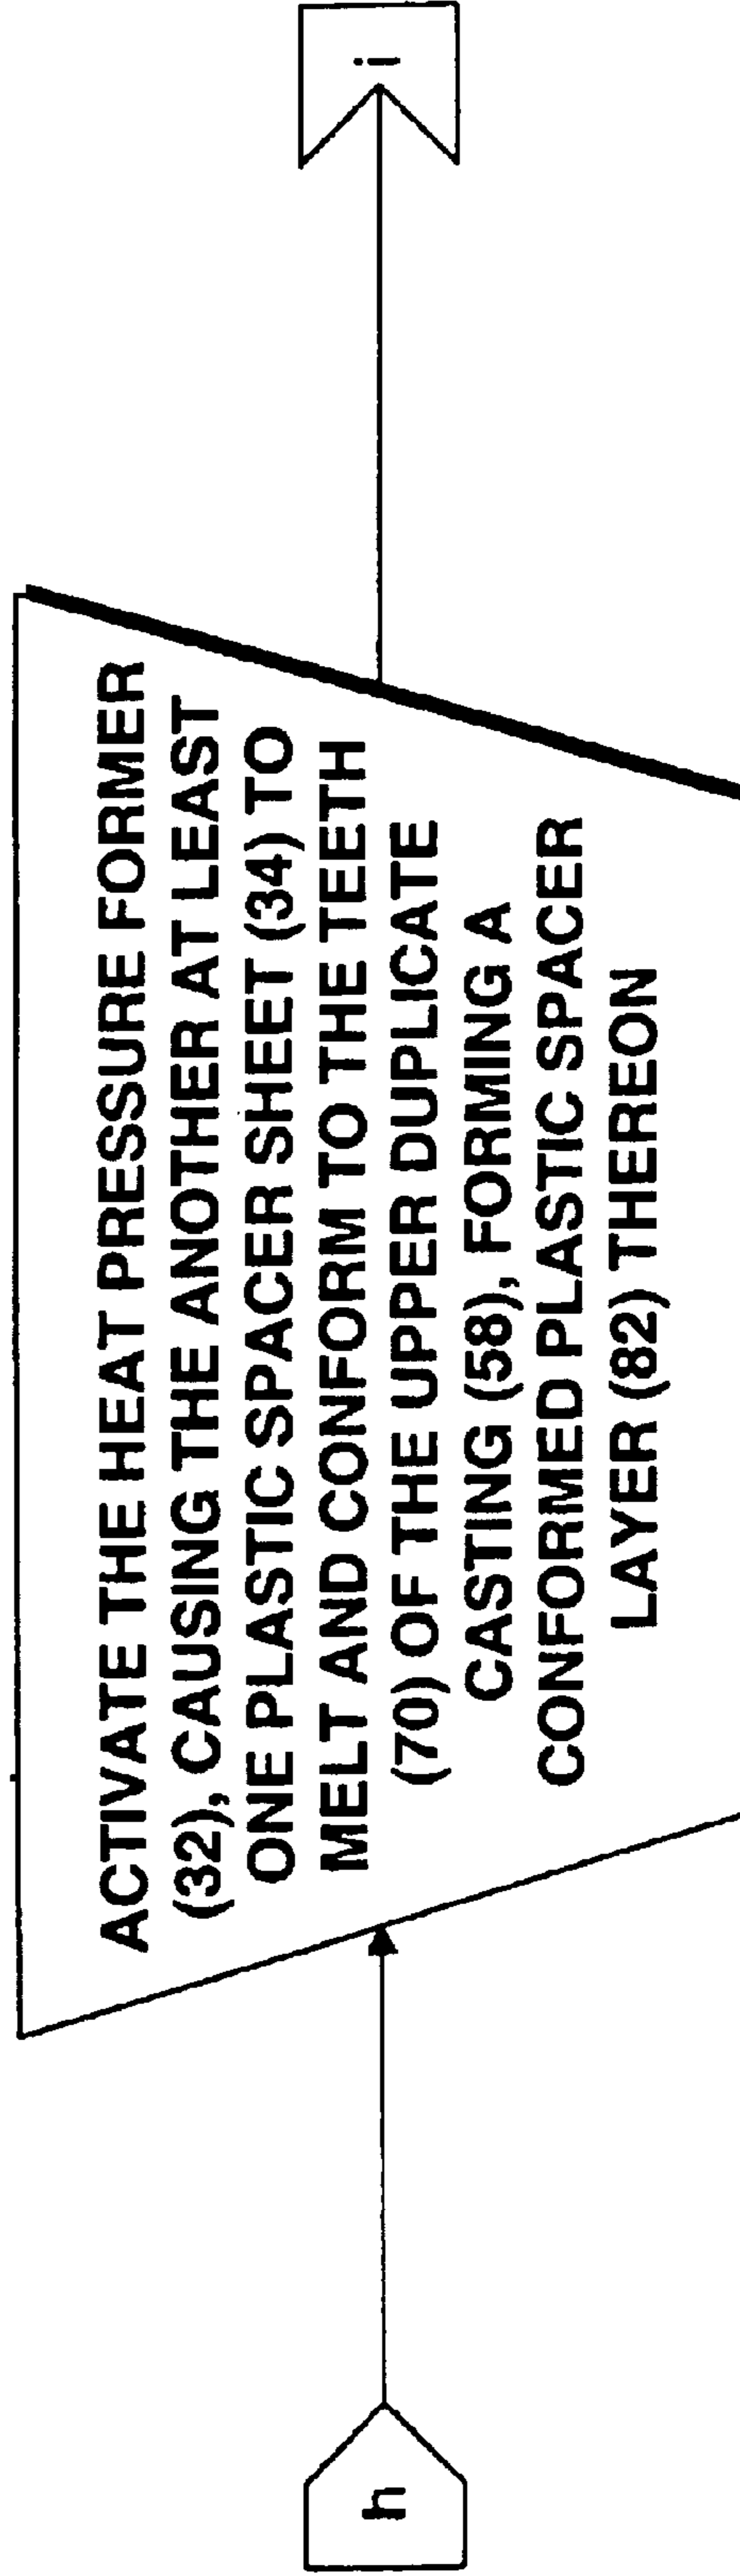 h
ACTIVATE THE HEAT PRESSURE FORMER
(32), CAUSING THE ANOTHER AT LEAST
ONE PLASTIC SPACER SHEET (34) TO
MELT AND CONFORM TO THE TEETH
(70) OF THE UPPER DUPLICATE
CASTING (58), FORMING A
CONFORMED PLASTIC SPACER
LAYER (82) THEREON
i